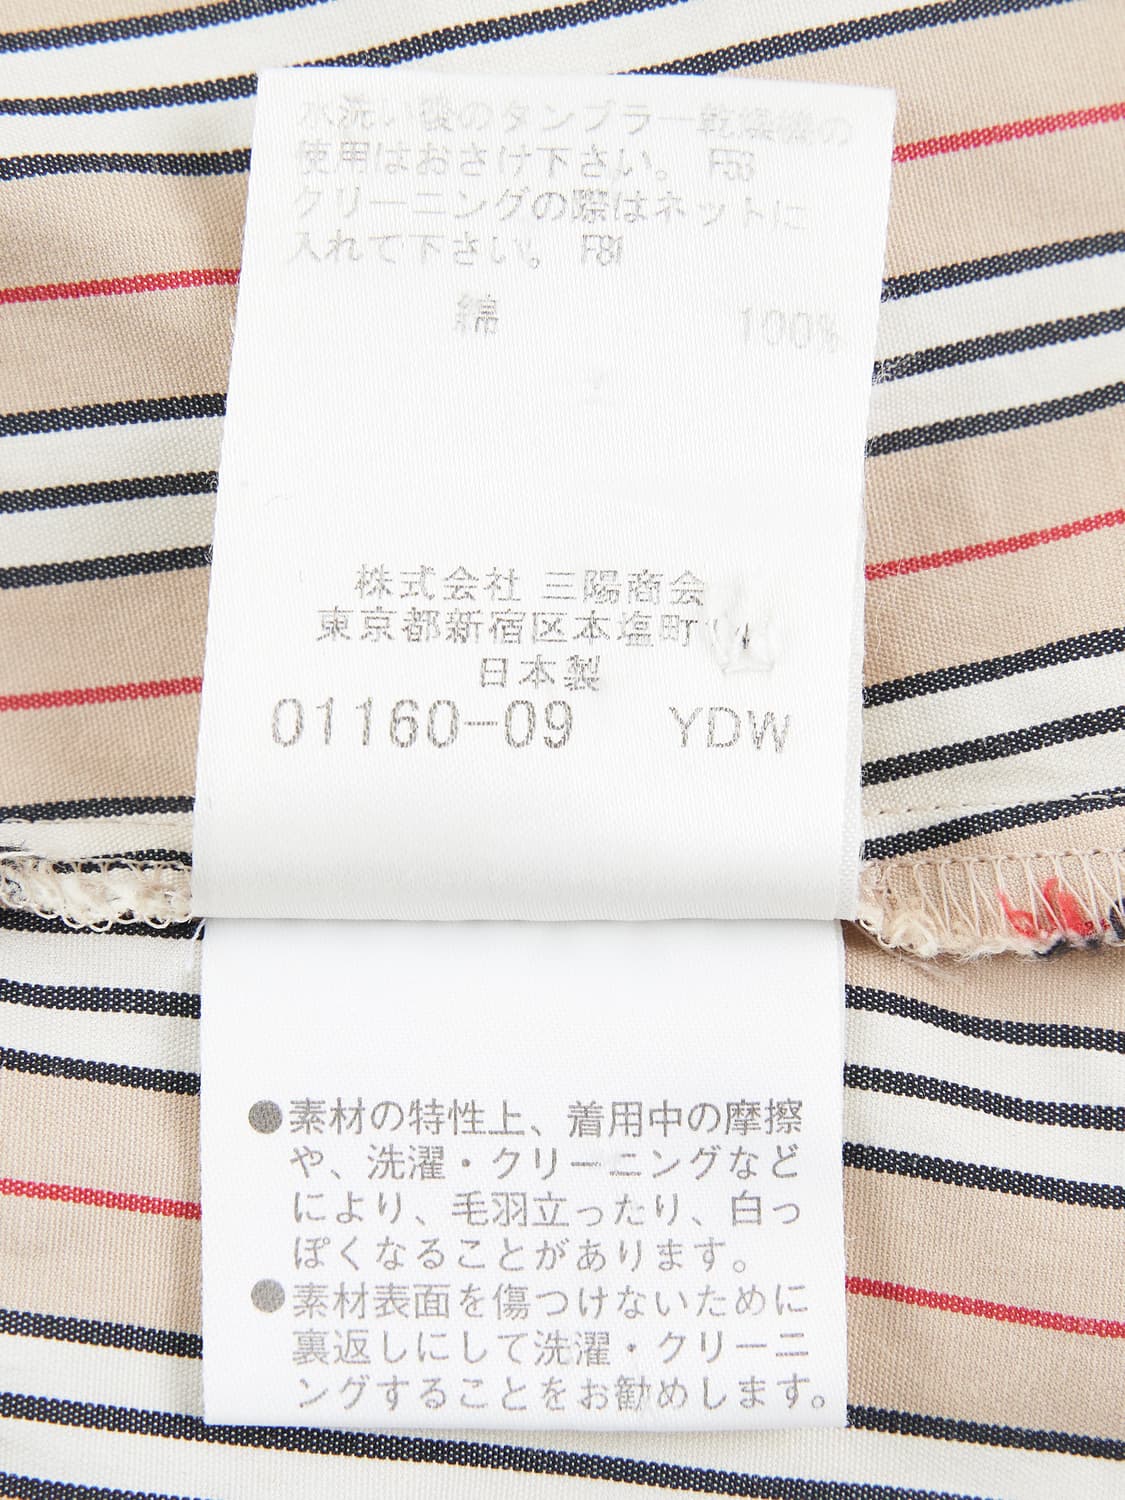 水洗い後のタンブラー乾燥機の
使用はおさけ下さい。 F53
クリーニングの際はネットに
入れて下さい。 F81
綿 100%
株式会社 三陽商会
東京都新宿区本塩町
日本製
01160-09 YDW
●素材の特性上、着用中の摩擦
や、洗濯・クリーニングなど
により、毛羽立ったり、白っ
ぽくなることがあります。
●素材表面を傷つけないために
裏返しにして洗濯・クリーニ
ングすることをお勧めします。